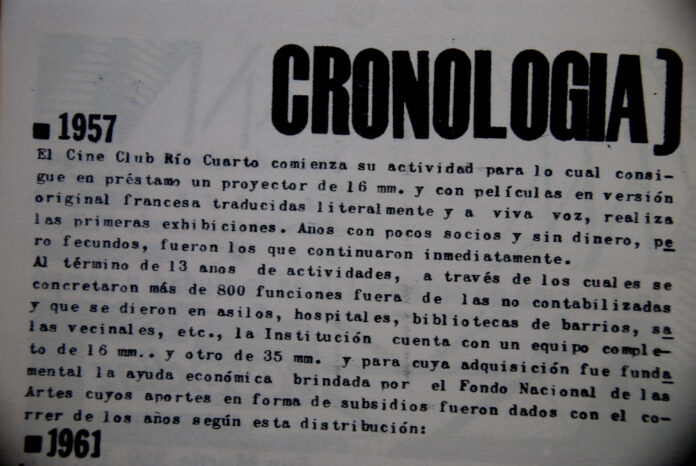 CRONOLOGIA)
■ 1957
El Cine Club Río Cuarto comienza su actividad para lo cual consi-
gue en préstamo un proyector de 16 mm. y con películas en versión
original francesa traducidas literalmente y a viva voz, realiza
las primeras exhibiciones. Años con pocos socios y sin dinero, pe
ro fecundos, fueron los que continuaron inmediatamente.
Al término de 13 años de actividades, a través de los cuales se
concretaron más de 800 funciones fuera de las no contabilizadas
y que se dieron en asilos, hospitales, bibliotecas de barrios, sa
las vecinales, etc., la Institución cuenta con un equipo comple-
to de 16 mm.. y otro de 35 mm. y para cuya adquisición fue funda
mental la ayuda económica brindada por el Fondo Nacional de las
Artes cuyos aportes en forma de subsidios fueron dados con el co-
rrer de los años según esta distribución:
■ 1961